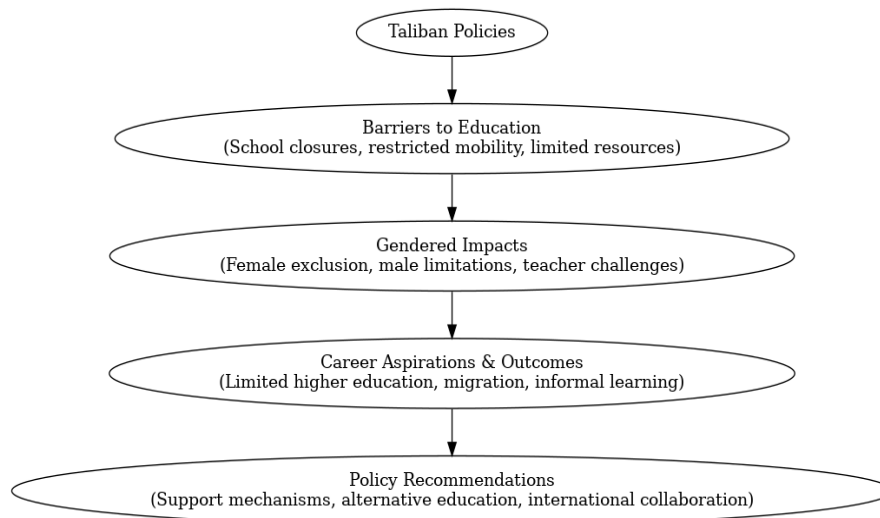 Taliban Policies
Barriers to Education
(School closures, restricted mobility, limited resources)
Gendered Impacts
(Female exclusion, male limitations, teacher challenges)
Career Aspirations & Outcomes
(Limited higher education, migration, informal learning)
Policy Recommendations
(Support mechanisms, alternative education, international collaboration)